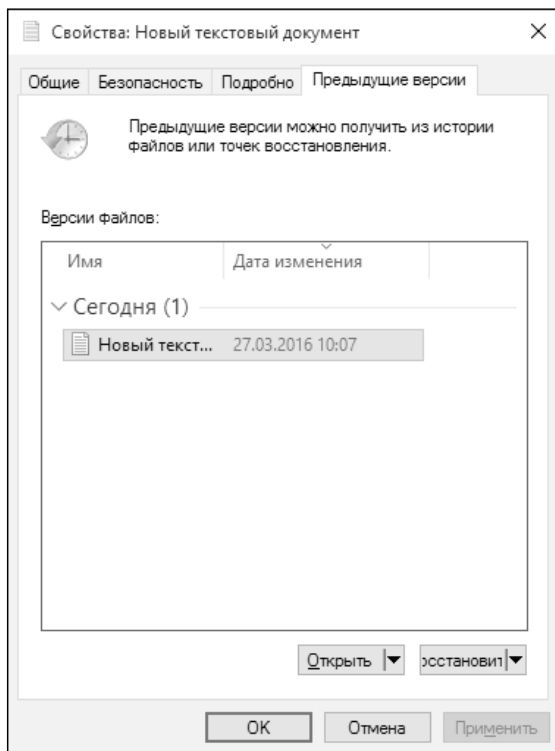 Свойства: Новый текстовый документ
Общие Безопасность Подробно Предыдущие версии
Предыдущие версии можно получить из истории
файлов или точек восстановления.
Версии файлов:
Имя Дата изменения
Сегодня (1)
Новый текст... 27.03.2016 10:07
Открыть осстановит
OK Отмена Применить